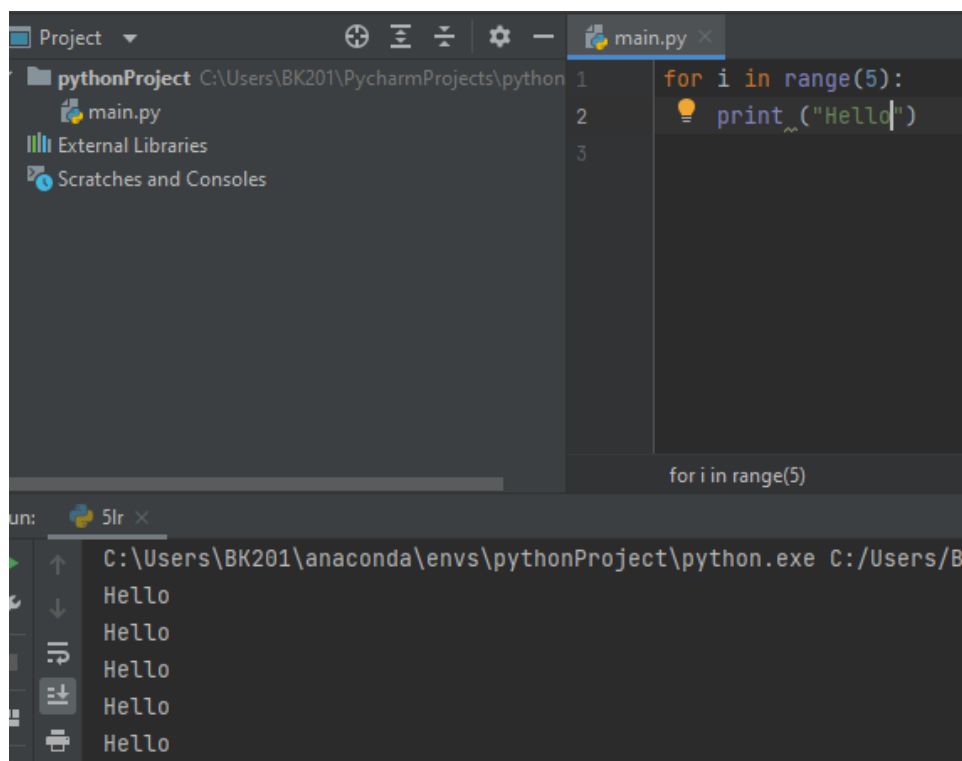 Project
pythonProject C:\Users\BK201\PycharmProjects\python
main.py
External Libraries
Scratches and Consoles
main.py
1 for i in range(5):
2 print ("Hello")
3
for i in range(5)
un: 5lr
C:\Users\BK201\anaconda\envs\pythonProject\python.exe C:/Users/B
Hello
Hello
Hello
Hello
Hello